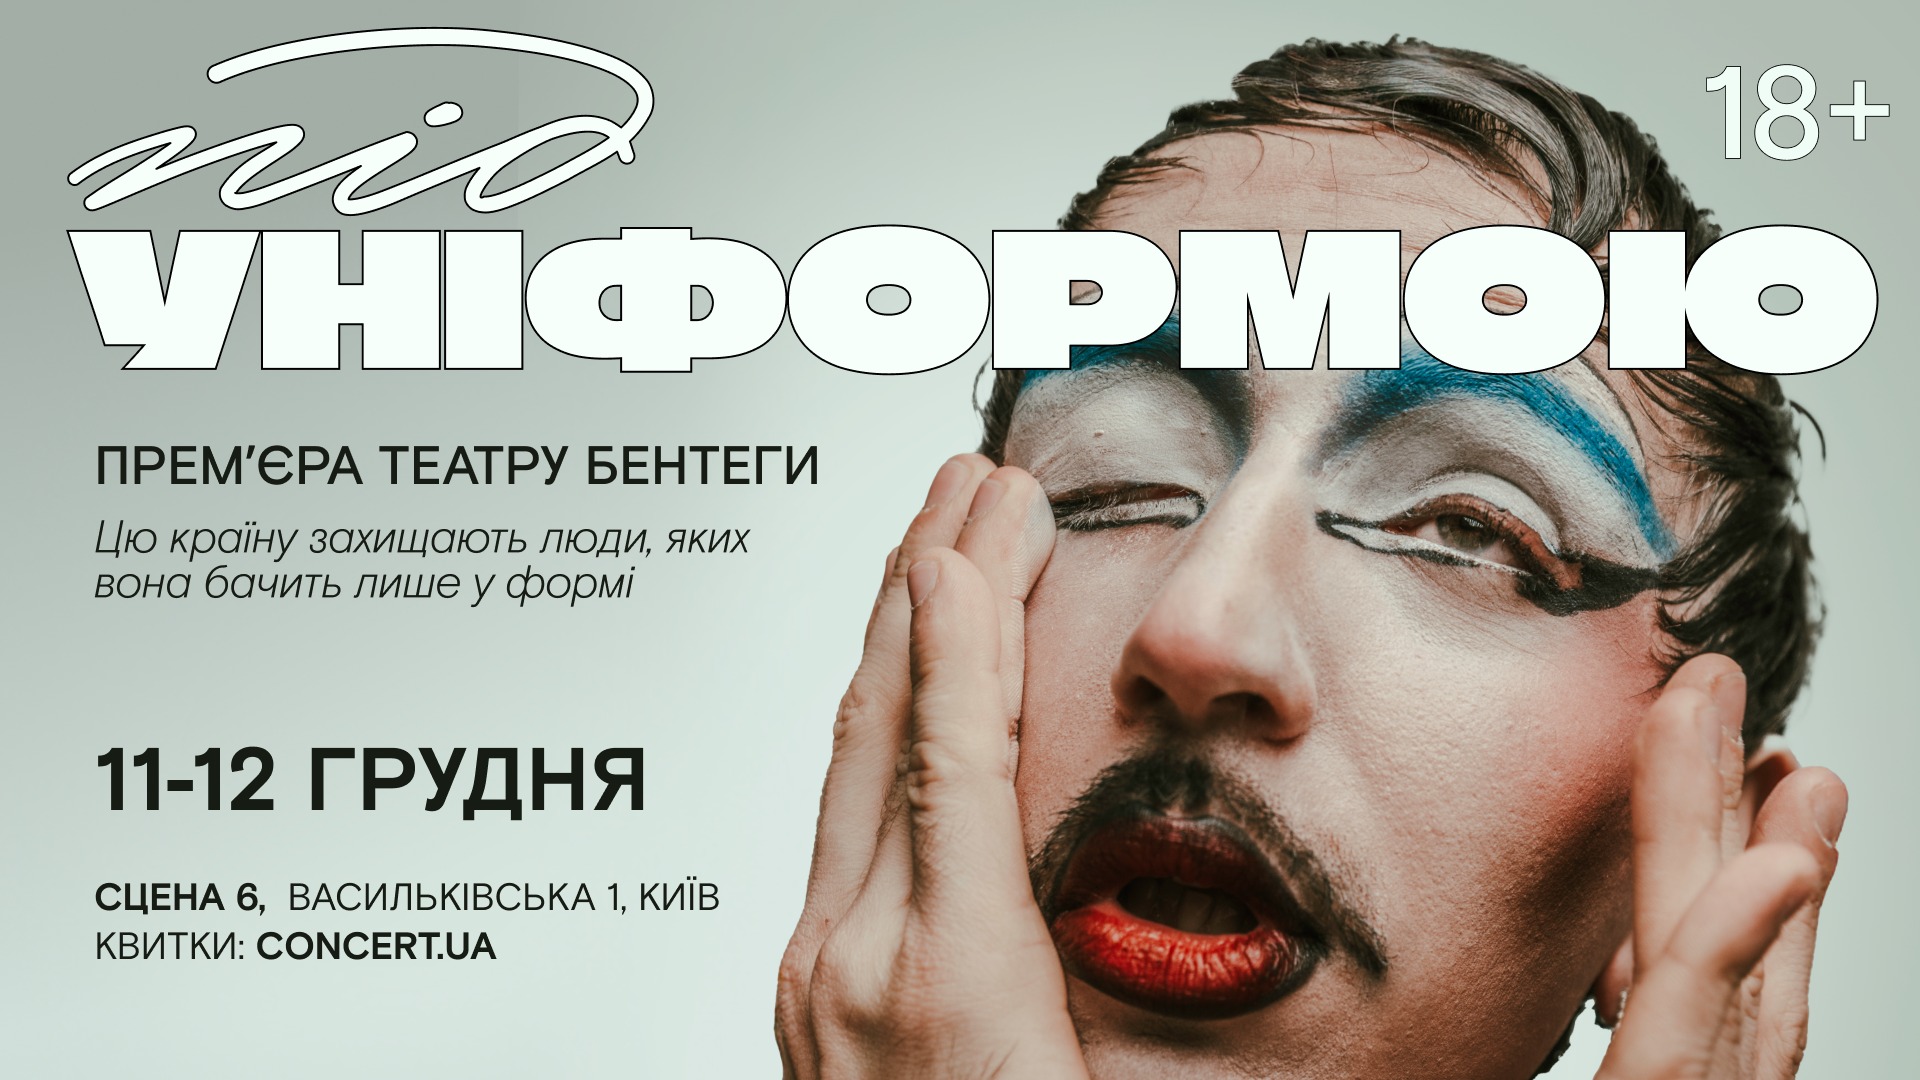 під
УНІФОРМОЮ
18+
ПРЕМ’ЄРА ТЕАТРУ БЕНТЕГИ
Цю країну захищають люди, яких
вона бачить лише у формі
11-12 ГРУДНЯ
СЦЕНА 6, ВАСИЛЬКІВСЬКА 1, КИЇВ
КВИТКИ: CONCERT.UA